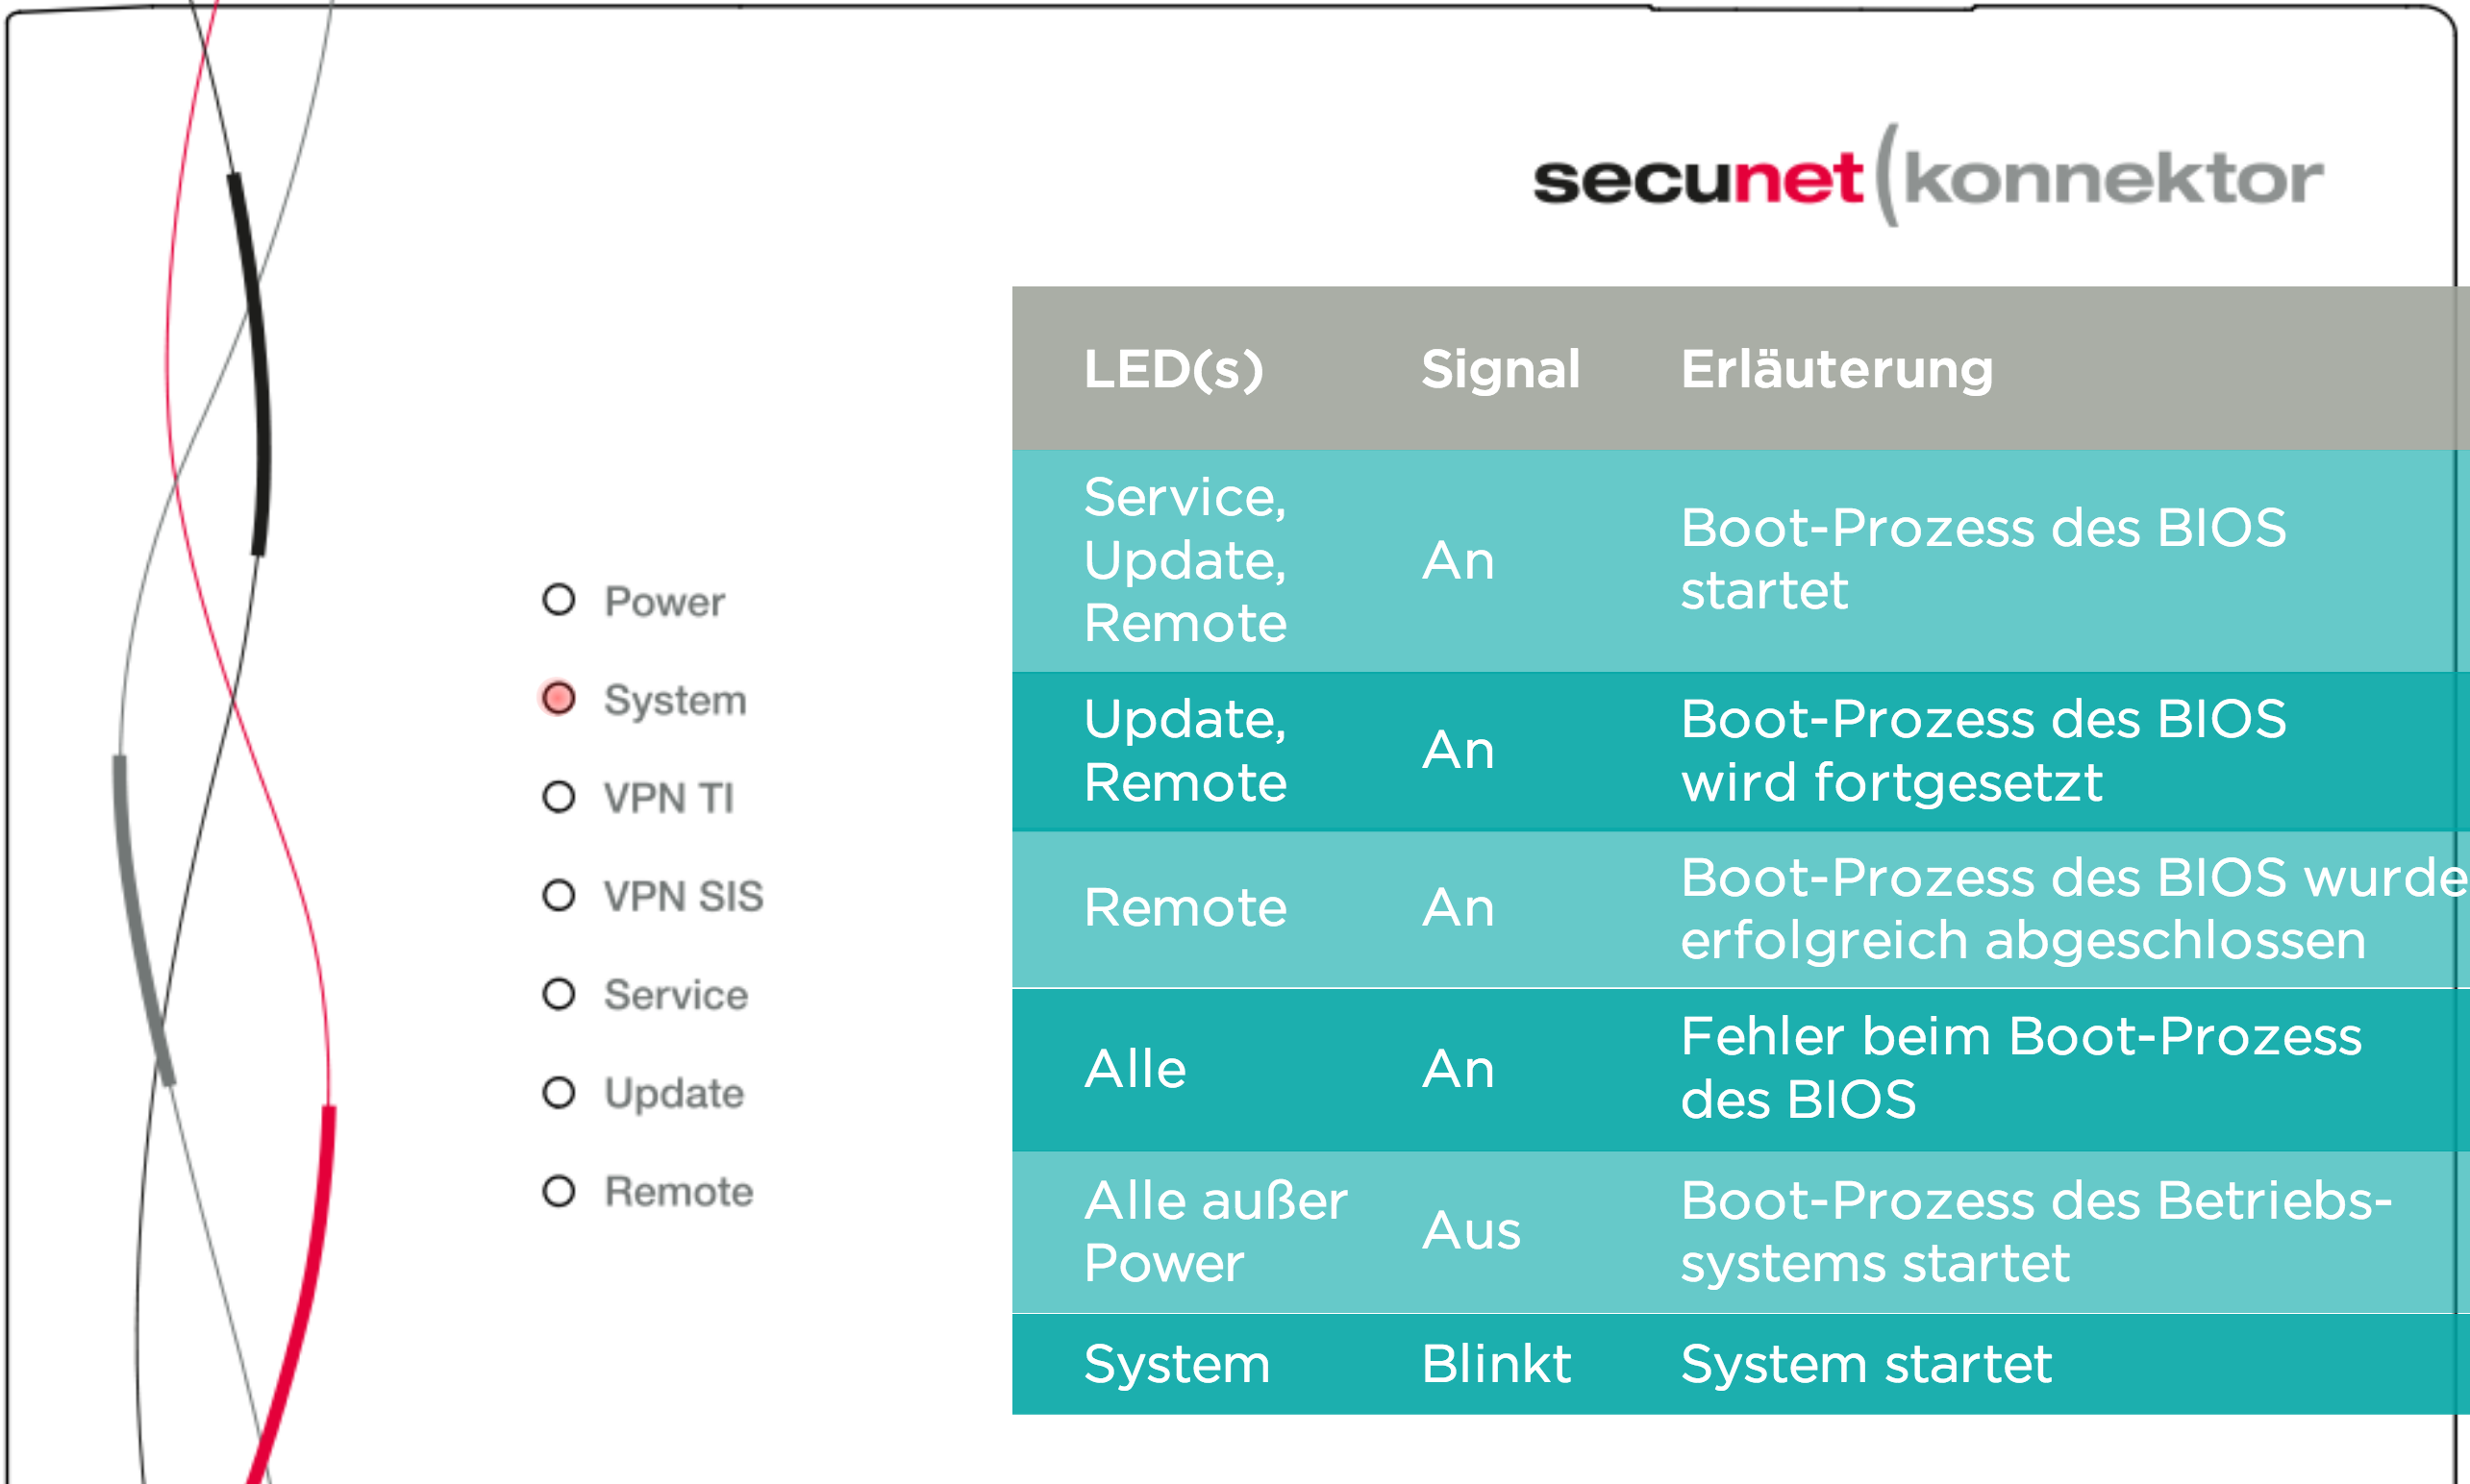 secunet(konnektor
Power
System
VPN TI
VPN SIS
Service
Update
Remote
LED(s) Signal Erläuterung
Service,
Update,
Remote
An
Boot-Prozess des BIOS
startet
Update,
Remote
An
Boot-Prozess des BIOS
wird fortgesetzt
Remote
An
Boot-Prozess des BIOS wurde
erfolgreich abgeschlossen
Alle
An
Fehler beim Boot-Prozess
des BIOS
Alle außer
Power
Aus
Boot-Prozess des Betriebs-
systems startet
System
Blinkt
System startet